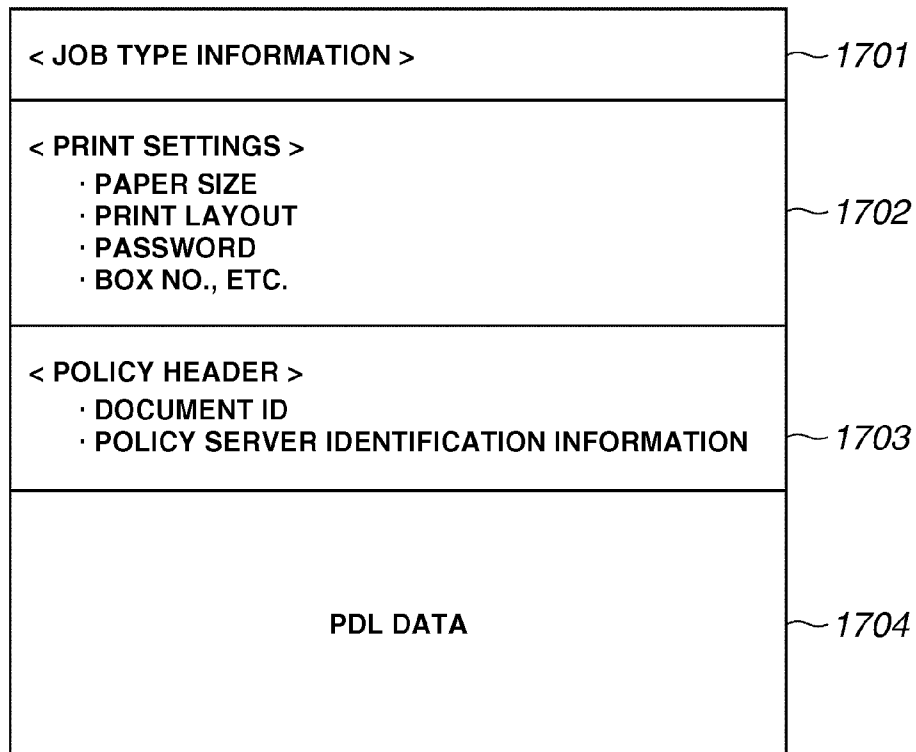 < JOB TYPE INFORMATION >
1701
< PRINT SETTINGS >
· PAPER SIZE
· PRINT LAYOUT
· PASSWORD
· BOX NO., ETC.
1702
< POLICY HEADER >
· DOCUMENT ID
· POLICY SERVER IDENTIFICATION INFORMATION
1703
PDL DATA
1704